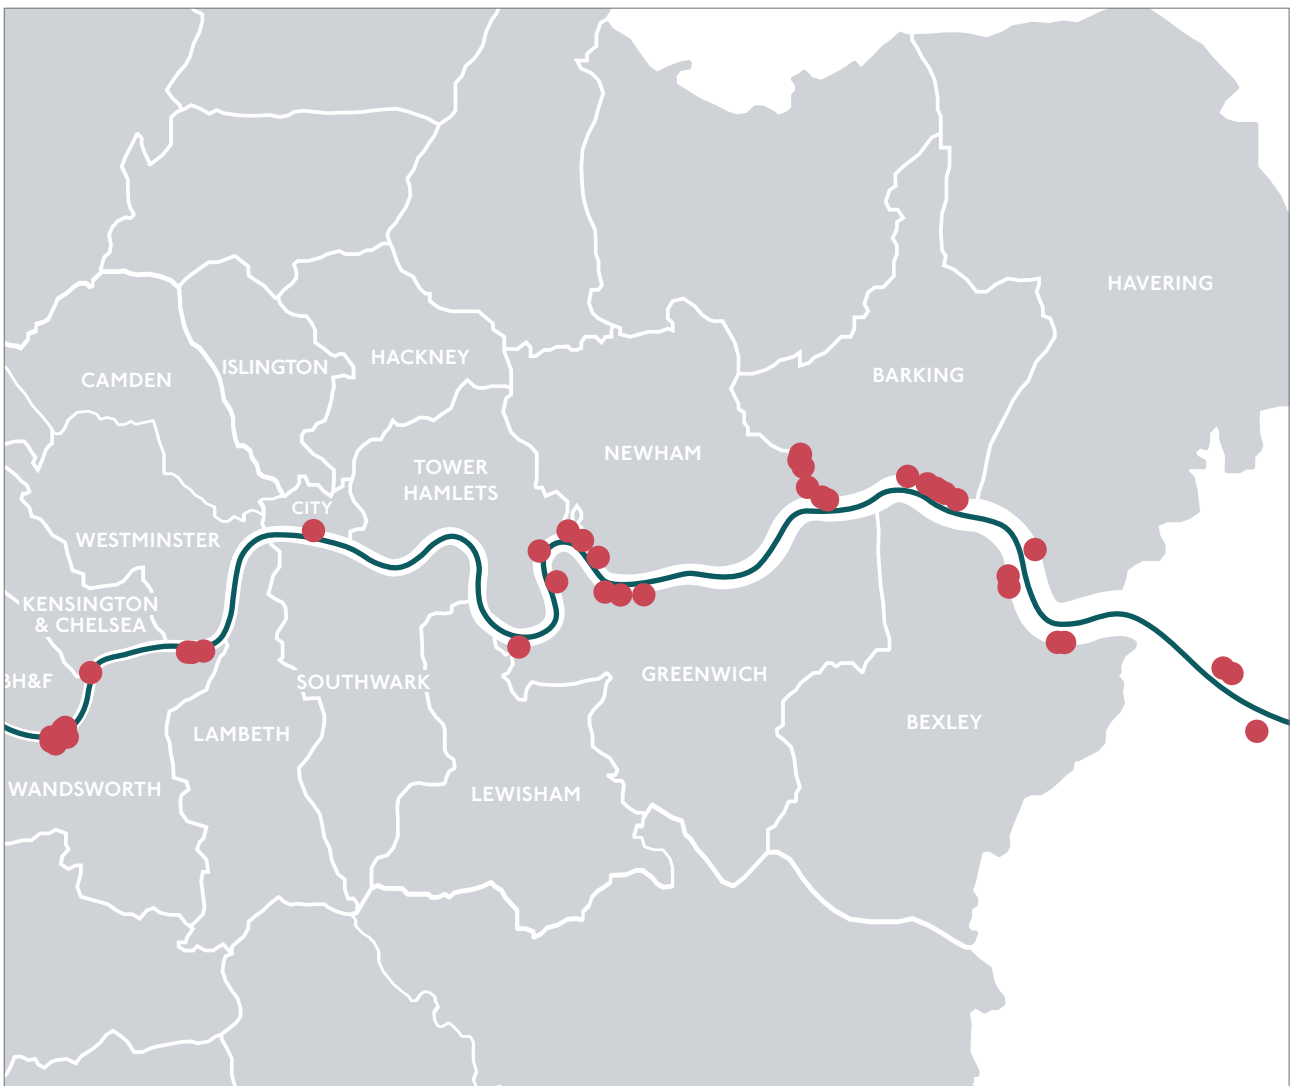 HAVERING
HACKNEY
ISLINGTON
CAMDEN
BARKING
NEWHAM
TOWER
HAMLETS
CITY
WESTMINSTER
KENSINGTON
& CHELSEA
BH&F
SOUTHWARK
GREENWICH
LAMBETH
BEXLEY
WANDSWORTH
LEWISHAM